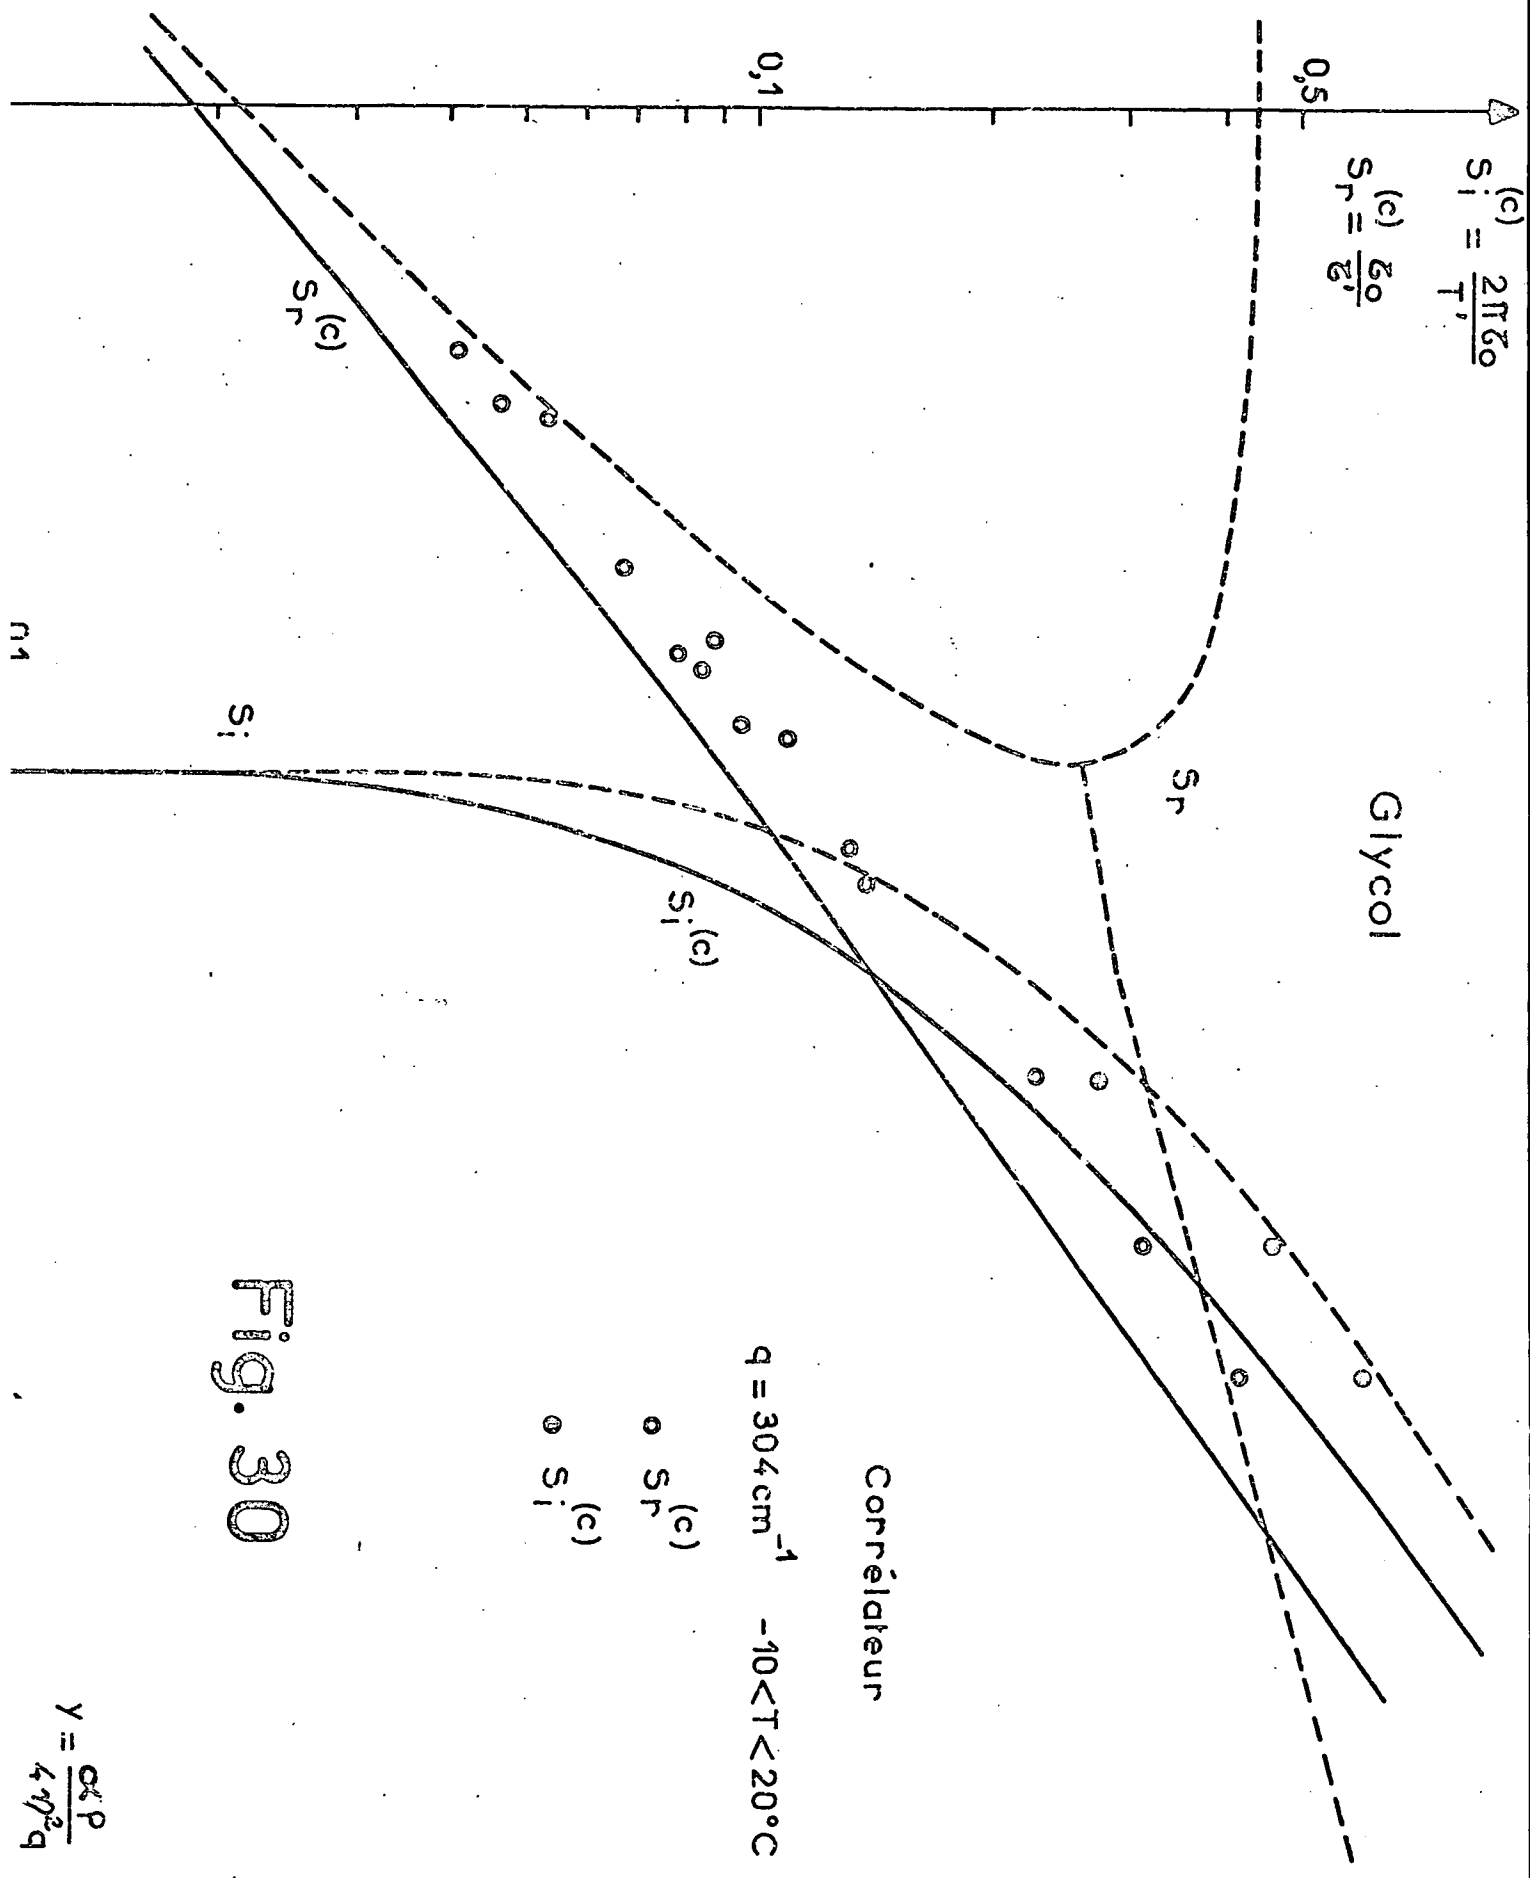 S_i^(c) = 2πτ₀/T'
S_r^(c) = τ₀/τ'
0,5
0,1
Glycol
S_r
S_r^(c)
S_i
S_i^(c)
Corrélateur
q = 304 cm⁻¹ -10<T<20°C
S_r^(c)
S_i^(c)
Fig. 30
y = αρ/4η²q